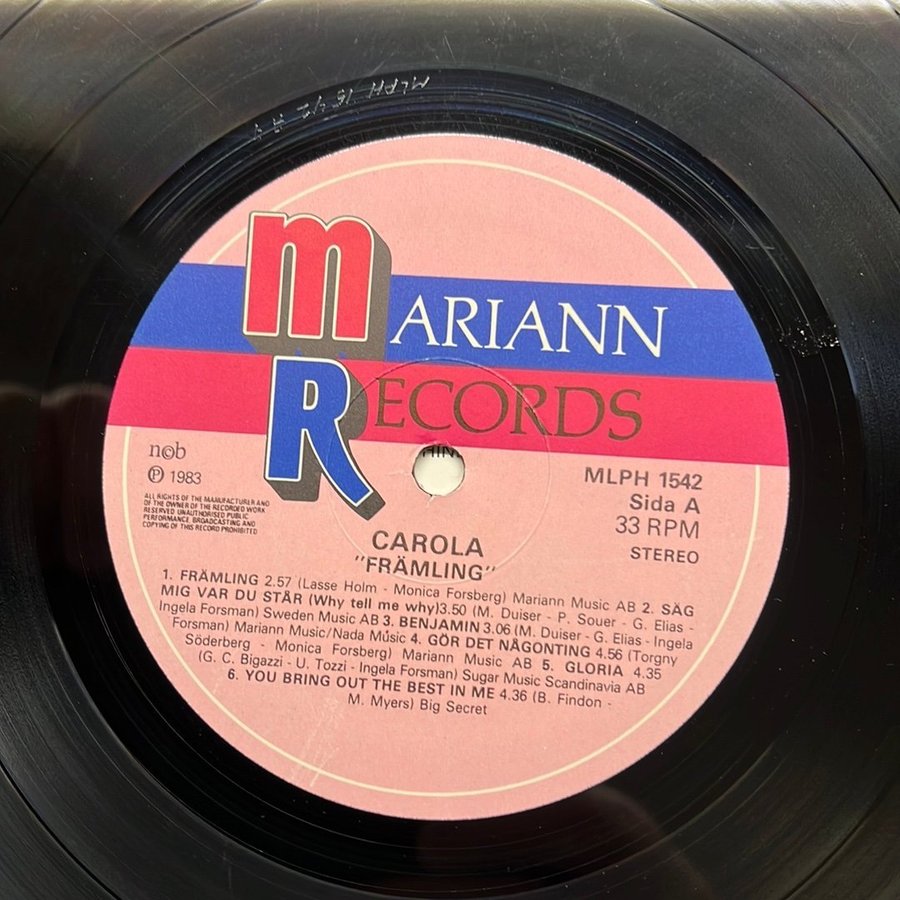 MLPH 1542 A1
MARIANN
RECORDS
n©b
Ⓟ 1983
ALL RIGHTS OF THE MANUFACTURER AND
OF THE OWNER OF THE RECORDED WORK
RESERVED UNAUTHORISED PUBLIC
PERFORMANCE BROADCASTING AND
COPYING OF THIS RECORD PROHIBITED
MLPH 1542
Sida A
33 RPM
STEREO
CAROLA
"FRÄMLING"
1. FRÄMLING 2.57 (Lasse Holm - Monica Forsberg) Mariann Music AB 2. SÄG
MIG VAR DU STÅR (Why tell me why)3.50 (M. Duiser - P. Souer - G. Elias -
Ingela Forsman) Sweden Music AB 3. BENJAMIN 3.06 (M. Duiser - G. Elias - Ingela
Forsman) Mariann Music/Nada Music 4. GÖR DET NÅGONTING 4.56 (Torgny
Söderberg - Monica Forsberg) Mariann Music AB 5. GLORIA 4.35
(G. C. Bigazzi - U. Tozzi - Ingela Forsman) Sugar Music Scandinavia AB
6. YOU BRING OUT THE BEST IN ME 4.36 (B. Findon -
M. Myers) Big Secret